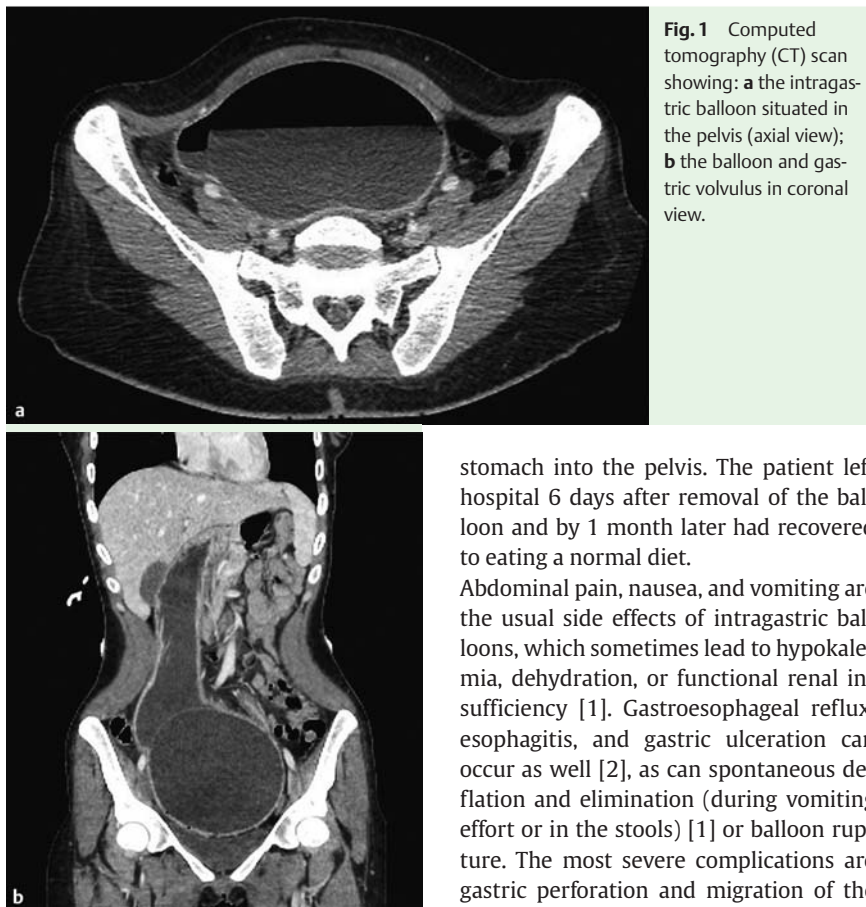 Fig. 1 Computed
tomography (CT) scan
showing: a the intragas-
tric balloon situated in
the pelvis (axial view);
b the balloon and gas-
tric volvulus in coronal
view.
a
b
stomach into the pelvis. The patient lef
hospital 6 days after removal of the bal
loon and by 1 month later had recovered
to eating a normal diet.
Abdominal pain, nausea, and vomiting are
the usual side effects of intragastric bal
loons, which sometimes lead to hypokale
mia, dehydration, or functional renal in
sufficiency [1]. Gastroesophageal reflux
esophagitis, and gastric ulceration can
occur as well [2], as can spontaneous de
flation and elimination (during vomiting
effort or in the stools) [1] or balloon rup
ture. The most severe complications are
gastric perforation and migration of the